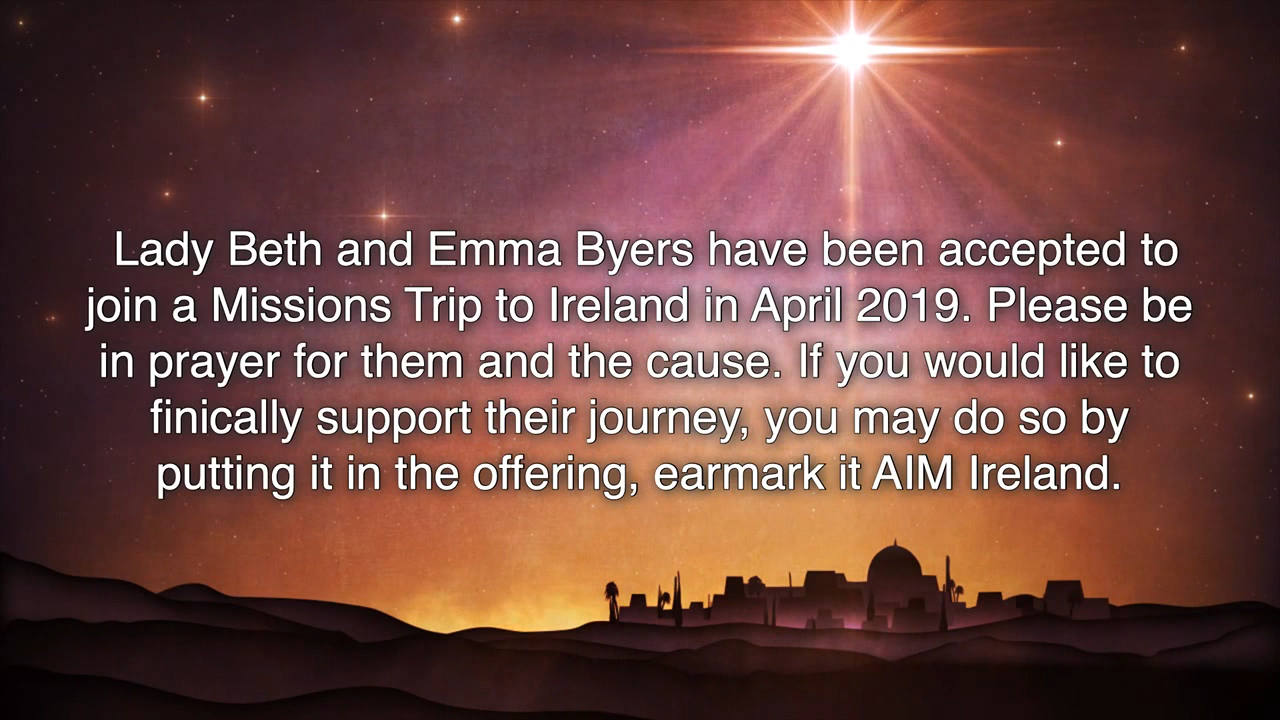 Lady Beth and Emma Byers have been accepted to
join a Missions Trip to Ireland in April 2019. Please be
in prayer for them and the cause. If you would like to
finically support their journey, you may do so by
putting it in the offering, earmark it AIM Ireland.